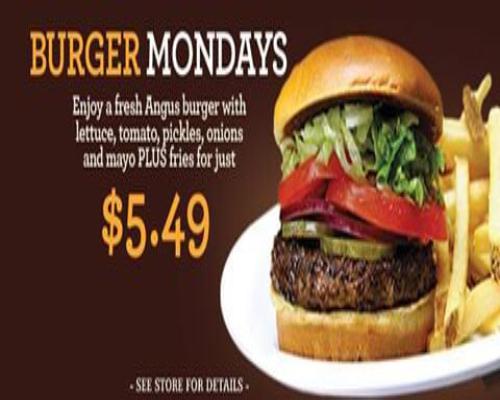 BURGER MONDAYS
Enjoy a fresh Angus burger with
lettuce, tomato, pickles, onions
and mayo PLUS fries for just
$5.49
- SEE STORE FOR DETAILS -